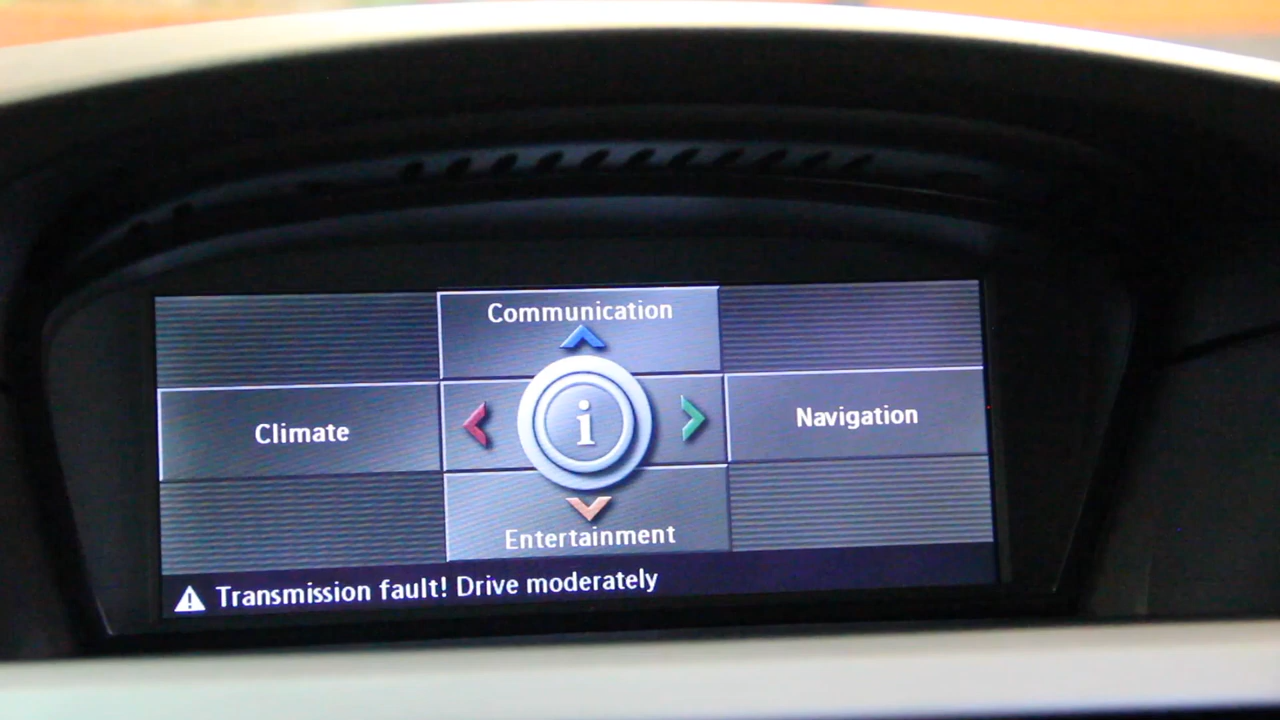 Communication
Climate
i
Navigation
Entertainment
Transmission fault! Drive moderately